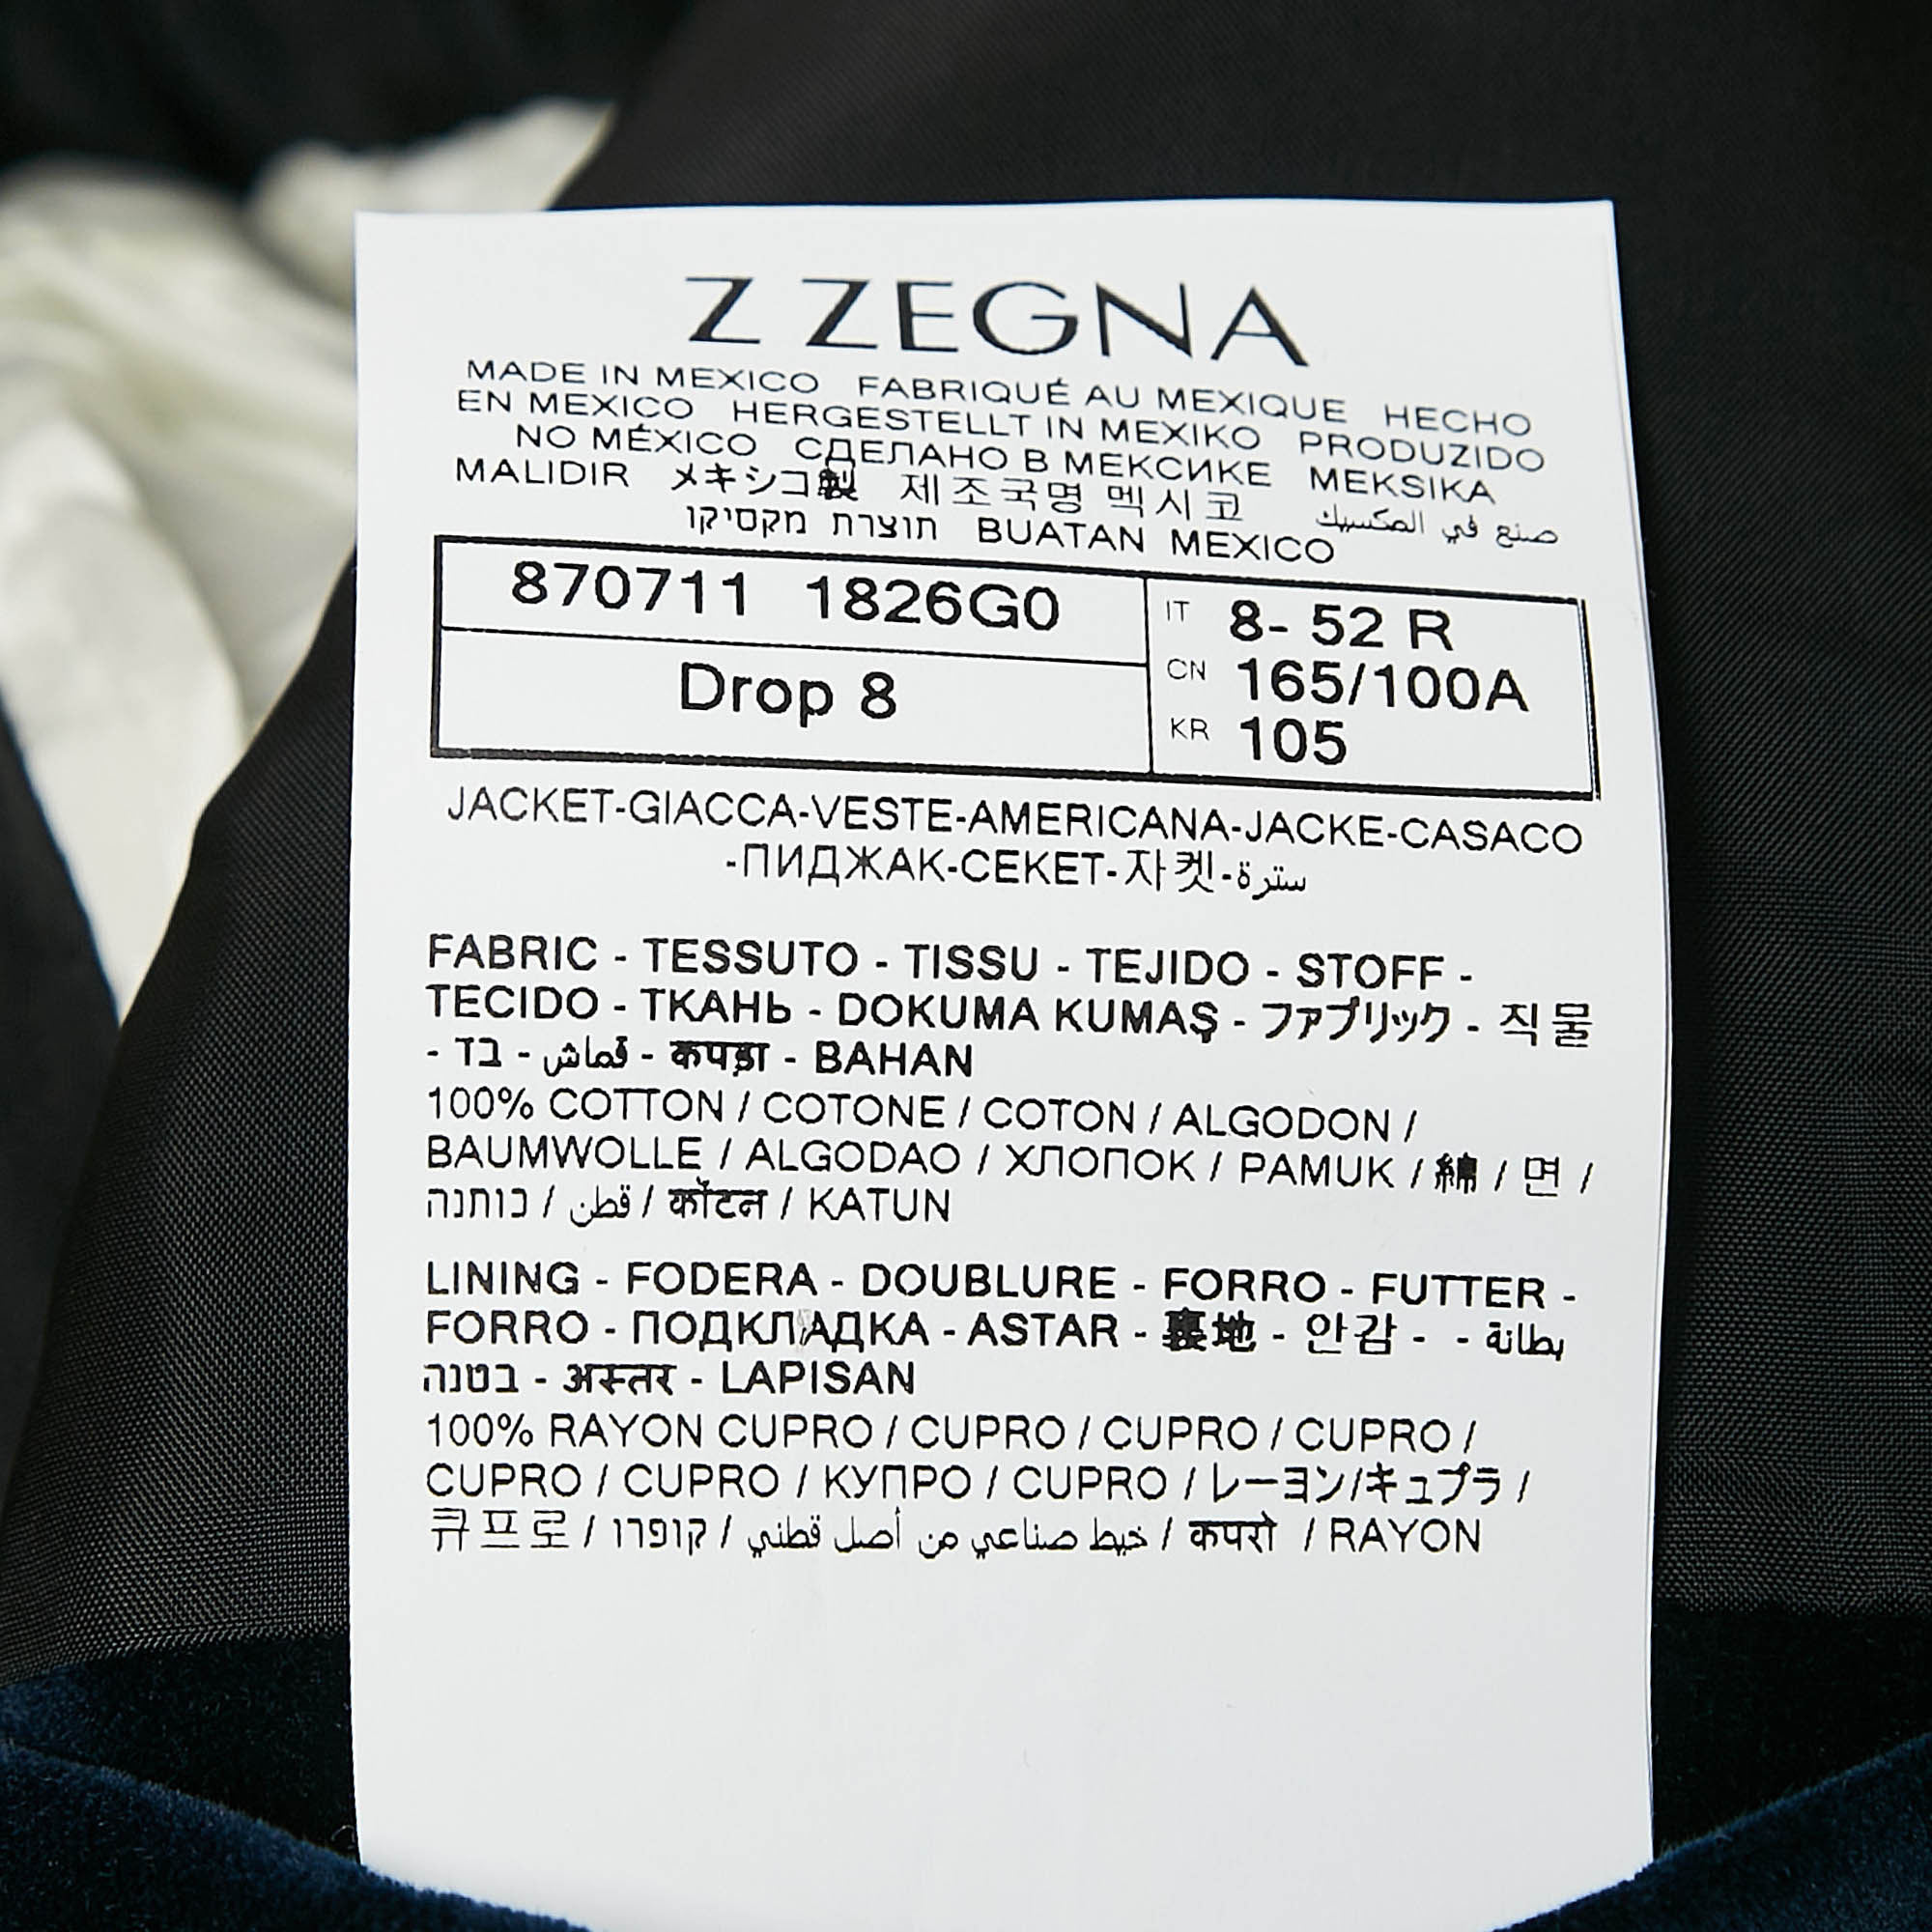 Z ZEGNA
MADE IN MEXICO FABRIQUÉ AU MEXIQUE HECHO
EN MEXICO HERGESTELLT IN MEXIKO PRODUZIDO
NO MÉXICO СДЕЛАНО В МЕКСИКЕ MEKSIKA
MALIDIR メキシコ製 제조국명 멕시코 صنع في المكسيك
תוצרת מקסיקו BUATAN MEXICO
870711 1826G0 IT 8- 52 R
Drop 8 CN 165/100A
KR 105
JACKET-GIACCA-VESTE-AMERICANA-JACKE-CASACO
-ПИДЖАК-CEKET-자켓-سترة
FABRIC - TESSUTO - TISSU - TEJIDO - STOFF -
TECIDO - ТКАНЬ - DOKUMA KUMAŞ - ファブリック - 직물
- בד - قماش - कपड़ा - BAHAN
100% COTTON / COTONE / COTON / ALGODON /
BAUMWOLLE / ALGODAO / ХЛОПОК / PAMUK / 綿 / 면 /
כותנה / قطن / कॉटन / KATUN
LINING - FODERA - DOUBLURE - FORRO - FUTTER -
FORRO - ПОДКЛАДКА - ASTAR - 裏地 - 안감 - - بطانة
בטנה - अस्तर - LAPISAN
100% RAYON CUPRO / CUPRO / CUPRO / CUPRO /
CUPRO / CUPRO / КУПРО / CUPRO / レーヨン/キュプラ /
큐프로 / קופרו / خيط صناعي من أصل قطني / कपरो / RAYON